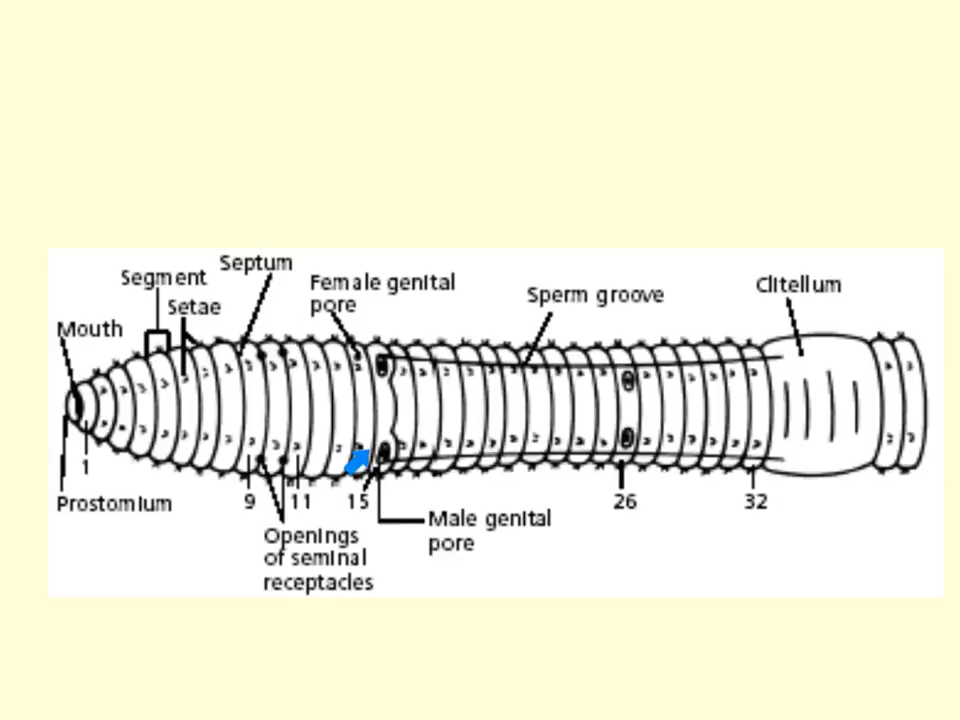 Septum
Segment
Female genital
pore
Clitellum
Sperm groove
Setae
Mouth
1
Prostomium
9
11
15
26
32
Male genital
pore
Openings
of seminal
receptacles